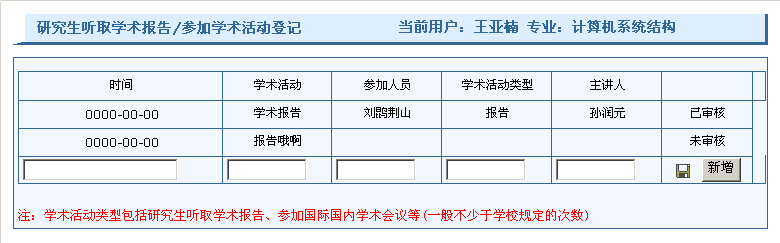 研究生听取学术报告/参加学术活动登记 当前用户：王亚楠 专业：计算机系统结构
时间 学术活动 参加人员 学术活动类型 主讲人
0000-00-00 学术报告 刘鹍荆山 报告 孙润元 已审核
0000-00-00 报告哦啊 未审核
新增
注：学术活动类型包括研究生听取学术报告、参加国际国内学术会议等(一般不少于学校规定的次数)